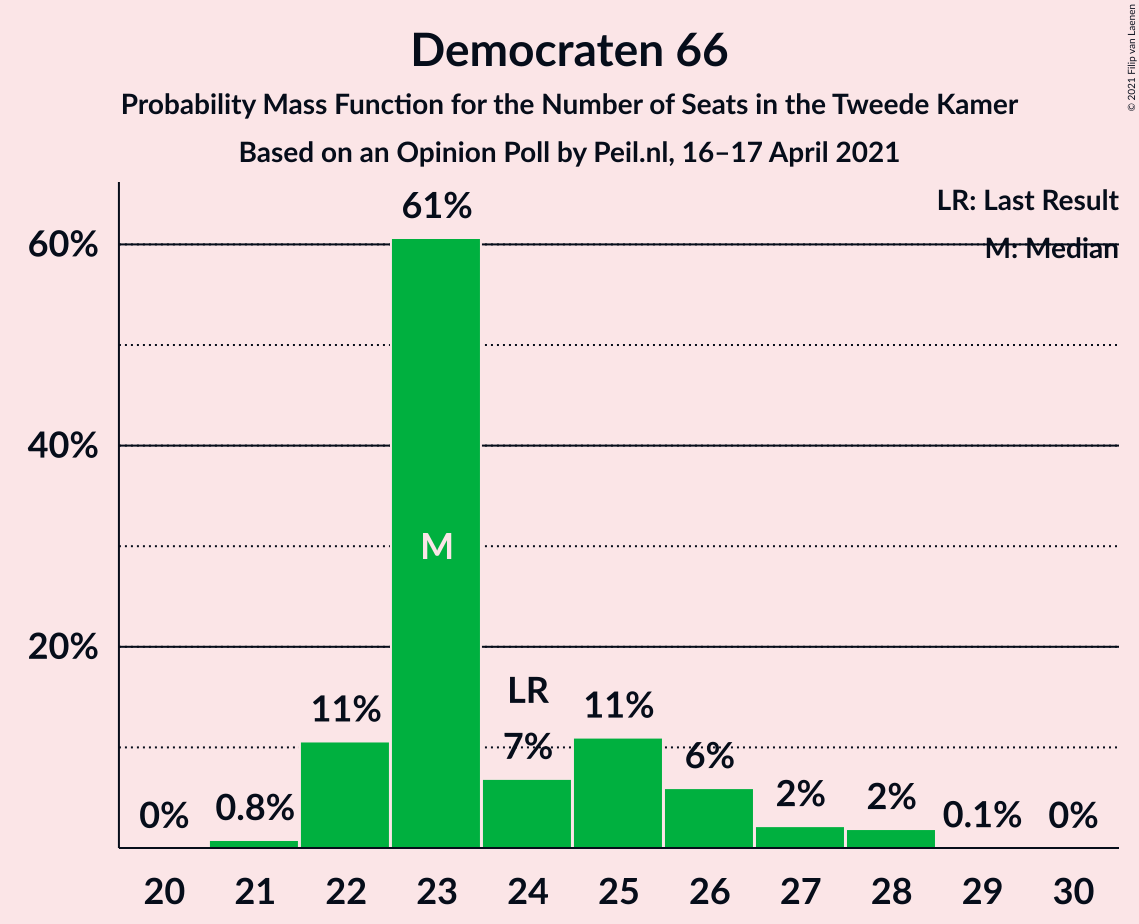 Democraten 66
Probability Mass Function for the Number of Seats in the Tweede Kamer
Based on an Opinion Poll by Peil.nl, 16–17 April 2021
© 2021 Filip van Laenen
LR: Last Result
M: Median
60%
40%
20%
0%
0.8%
11%
61%
M
LR
7%
11%
6%
2%
2%
0.1%
0%
20 21 22 23 24 25 26 27 28 29 30